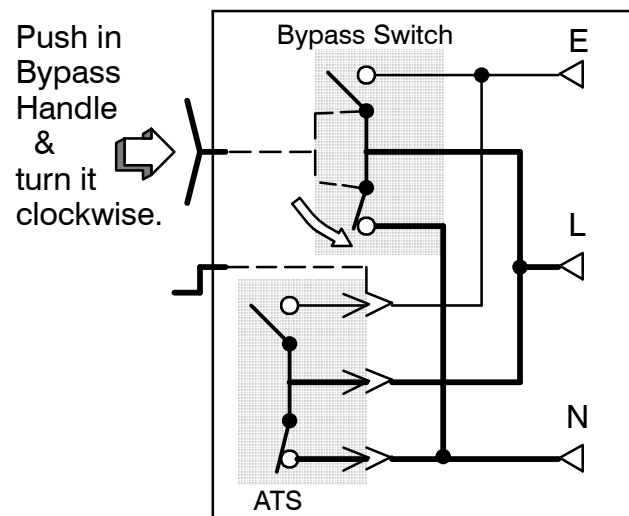 Push in
Bypass
Handle
&
turn it
clockwise.
Bypass Switch
E
L
N
ATS